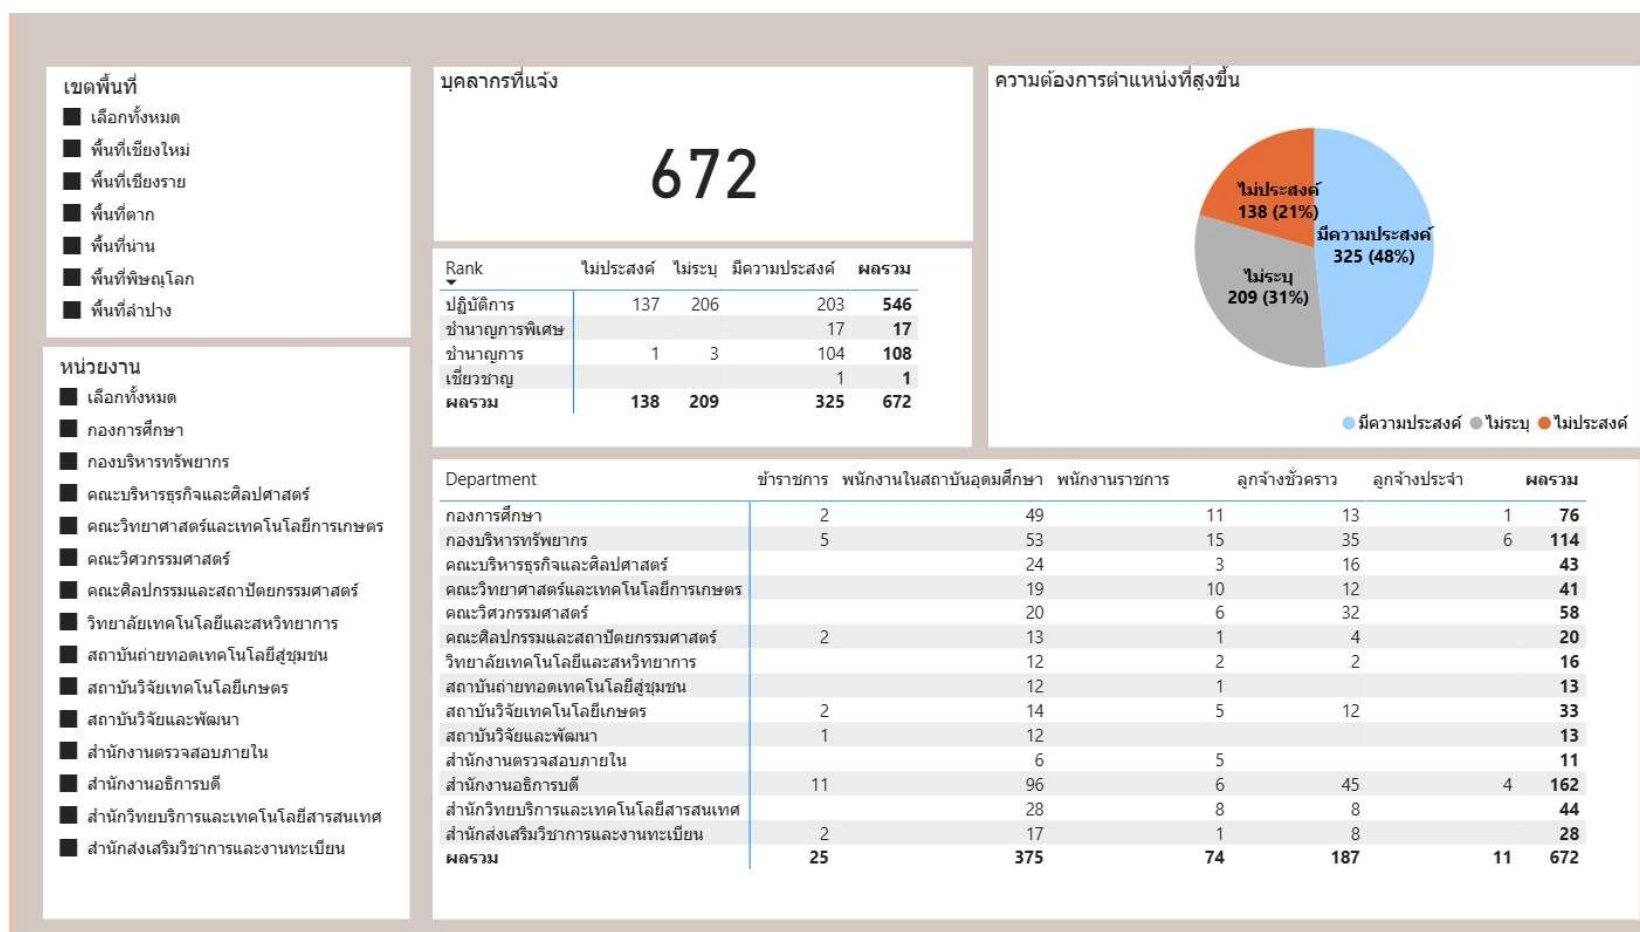 เขตพื้นที่
เลือกทั้งหมด
พื้นที่เชียงใหม่
พื้นที่เชียงราย
พื้นที่ตาก
พื้นที่น่าน
พื้นที่พิษณุโลก
พื้นที่ลำปาง
หน่วยงาน
เลือกทั้งหมด
กองการศึกษา
กองบริหารทรัพยากร
คณะบริหารธุรกิจและศิลปศาสตร์
คณะวิทยาศาสตร์และเทคโนโลยีการเกษตร
คณะวิศวกรรมศาสตร์
คณะศิลปกรรมและสถาปัตยกรรมศาสตร์
วิทยาลัยเทคโนโลยีและสหวิทยาการ
สถาบันถ่ายทอดเทคโนโลยีสู่ชุมชน
สถาบันวิจัยเทคโนโลยีเกษตร
สถาบันวิจัยและพัฒนา
สำนักงานตรวจสอบภายใน
สำนักงานอธิการบดี
สำนักวิทยบริการและเทคโนโลยีสารสนเทศ
สำนักส่งเสริมวิชาการและงานทะเบียน
บุคลากรที่แจ้ง
672
Rank ไม่ประสงค์ ไม่ระบุ มีความประสงค์ ผลรวม
ปฏิบัติการ 137 206 203 546
ชำนาญการพิเศษ 17 17
ชำนาญการ 1 3 104 108
เชี่ยวชาญ 1 1
ผลรวม 138 209 325 672
ความต้องการตำแหน่งที่สูงขึ้น
ไม่ประสงค์
138 (21%)
มีความประสงค์
325 (48%)
ไม่ระบุ
209 (31%)
มีความประสงค์ ไม่ระบุ ไม่ประสงค์
Department ข้าราชการ พนักงานในสถาบันอุดมศึกษา พนักงานราชการ ลูกจ้างชั่วคราว ลูกจ้างประจำ ผลรวม
กองการศึกษา 2 49 11 13 1 76
กองบริหารทรัพยากร 5 53 15 35 6 114
คณะบริหารธุรกิจและศิลปศาสตร์ 24 3 16 43
คณะวิทยาศาสตร์และเทคโนโลยีการเกษตร 19 10 12 41
คณะวิศวกรรมศาสตร์ 20 6 32 58
คณะศิลปกรรมและสถาปัตยกรรมศาสตร์ 2 13 1 4 20
วิทยาลัยเทคโนโลยีและสหวิทยาการ 12 2 2 16
สถาบันถ่ายทอดเทคโนโลยีสู่ชุมชน 12 1 13
สถาบันวิจัยเทคโนโลยีเกษตร 2 14 5 12 33
สถาบันวิจัยและพัฒนา 1 12 13
สำนักงานตรวจสอบภายใน 6 5 11
สำนักงานอธิการบดี 11 96 6 45 4 162
สำนักวิทยบริการและเทคโนโลยีสารสนเทศ 28 8 8 44
สำนักส่งเสริมวิชาการและงานทะเบียน 2 17 1 8 28
ผลรวม 25 375 74 187 11 672